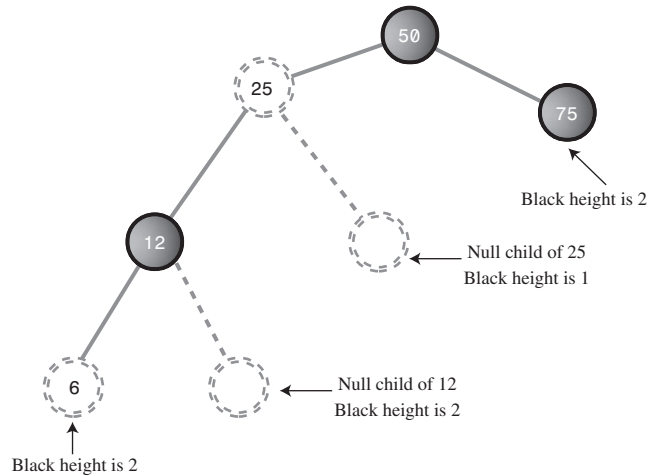 50
25
75
Black height is 2
12
Null child of 25
Black height is 1
6
Null child of 12
Black height is 2
Black height is 2